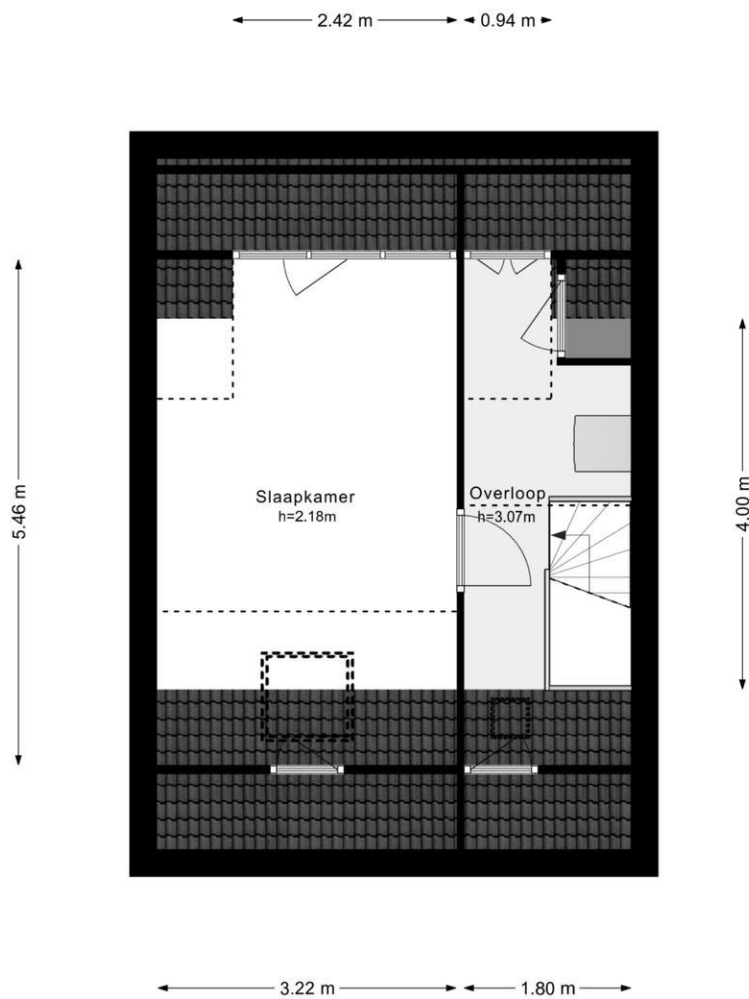 2.42 m
0.94 m
5.46 m
4.00 m
Slaapkamer
h=2.18m
Overloop
h=3.07m
3.22 m
1.80 m